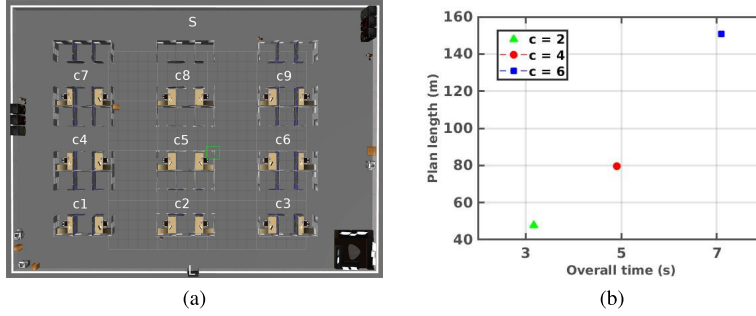 S
c7 c8 c9
c4 c5 c6
c1 c2 c3
L
(a)
160
140
120
100
80
60
40
3 5 7
Plan length (m)
Overall time (s)
c = 2
c = 4
c = 6
(b)